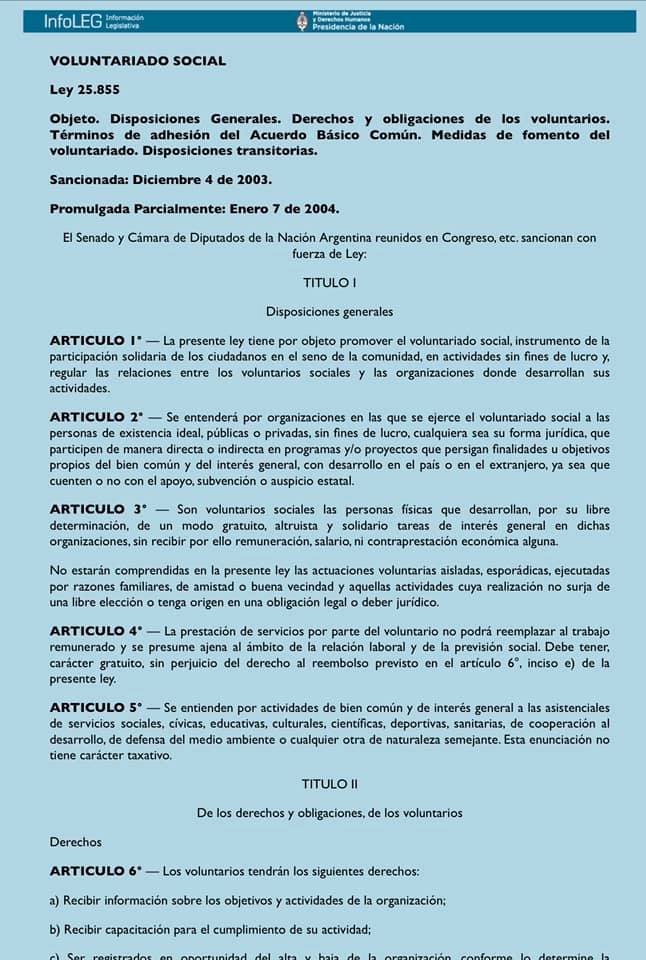 InfoLEG Información
Legislativa
Ministerio de Justicia
y Derechos Humanos
Presidencia de la Nación
VOLUNTARIADO SOCIAL
Ley 25.855
Objeto. Disposiciones Generales. Derechos y obligaciones de los voluntarios.
Términos de adhesión del Acuerdo Básico Común. Medidas de fomento del
voluntariado. Disposiciones transitorias.
Sancionada: Diciembre 4 de 2003.
Promulgada Parcialmente: Enero 7 de 2004.
El Senado y Cámara de Diputados de la Nación Argentina reunidos en Congreso, etc. sancionan con
fuerza de Ley:
TITULO I
Disposiciones generales
ARTICULO 1° — La presente ley tiene por objeto promover el voluntariado social, instrumento de la
participación solidaria de los ciudadanos en el seno de la comunidad, en actividades sin fines de lucro y,
regular las relaciones entre los voluntarios sociales y las organizaciones donde desarrollan sus
actividades.
ARTICULO 2° — Se entenderá por organizaciones en las que se ejerce el voluntariado social a las
personas de existencia ideal, públicas o privadas, sin fines de lucro, cualquiera sea su forma jurídica, que
participen de manera directa o indirecta en programas y/o proyectos que persigan finalidades u objetivos
propios del bien común y del interés general, con desarrollo en el país o en el extranjero, ya sea que
cuenten o no con el apoyo, subvención o auspicio estatal.
ARTICULO 3° — Son voluntarios sociales las personas físicas que desarrollan, por su libre
determinación, de un modo gratuito, altruista y solidario tareas de interés general en dichas
organizaciones, sin recibir por ello remuneración, salario, ni contraprestación económica alguna.
No estarán comprendidas en la presente ley las actuaciones voluntarias aisladas, esporádicas, ejecutadas
por razones familiares, de amistad o buena vecindad y aquellas actividades cuya realización no surja de
una libre elección o tenga origen en una obligación legal o deber jurídico.
ARTICULO 4° — La prestación de servicios por parte del voluntario no podrá reemplazar al trabajo
remunerado y se presume ajena al ámbito de la relación laboral y de la previsión social. Debe tener,
carácter gratuito, sin perjuicio del derecho al reembolso previsto en el artículo 6°, inciso e) de la
presente ley.
ARTICULO 5° — Se entienden por actividades de bien común y de interés general a las asistenciales
de servicios sociales, cívicas, educativas, culturales, científicas, deportivas, sanitarias, de cooperación al
desarrollo, de defensa del medio ambiente o cualquier otra de naturaleza semejante. Esta enunciación no
tiene carácter taxativo.
TITULO II
De los derechos y obligaciones, de los voluntarios
Derechos
ARTICULO 6° — Los voluntarios tendrán los siguientes derechos:
a) Recibir información sobre los objetivos y actividades de la organización;
b) Recibir capacitación para el cumplimiento de su actividad;
c) Ser registrados en oportunidad del alta y baja de la organización, conforme lo determine la